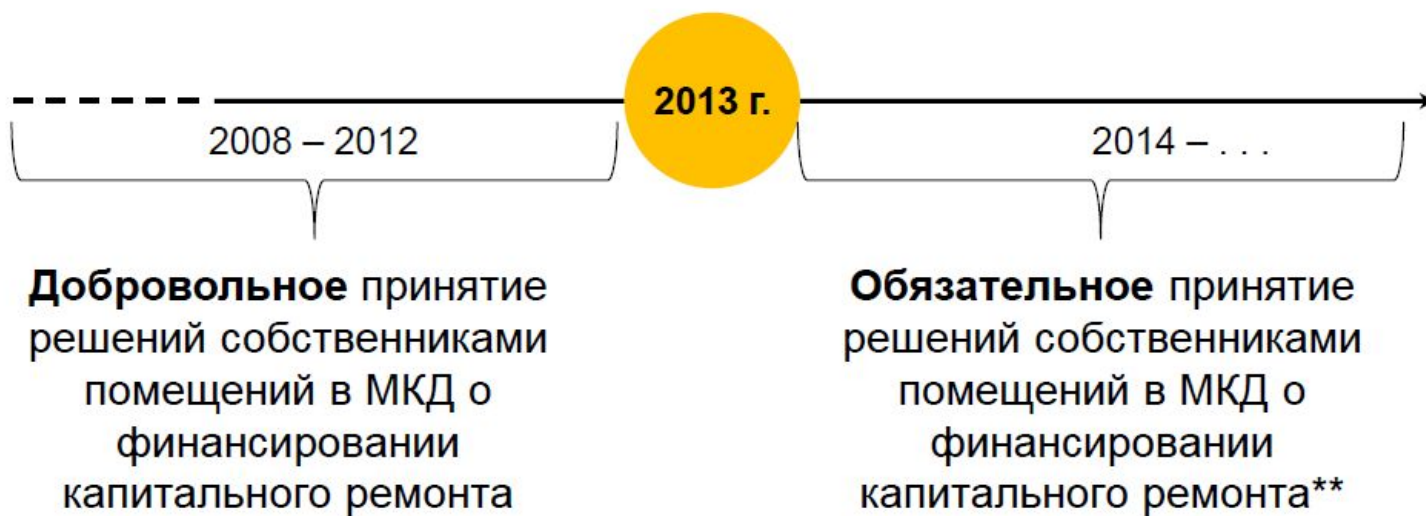 2013 г.
2008 – 2012
2014 – . . .
Добровольное принятие
решений собственниками
помещений в МКД о
финансировании
капитального ремонта
Обязательное принятие
решений собственниками
помещений в МКД о
финансировании
капитального ремонта**